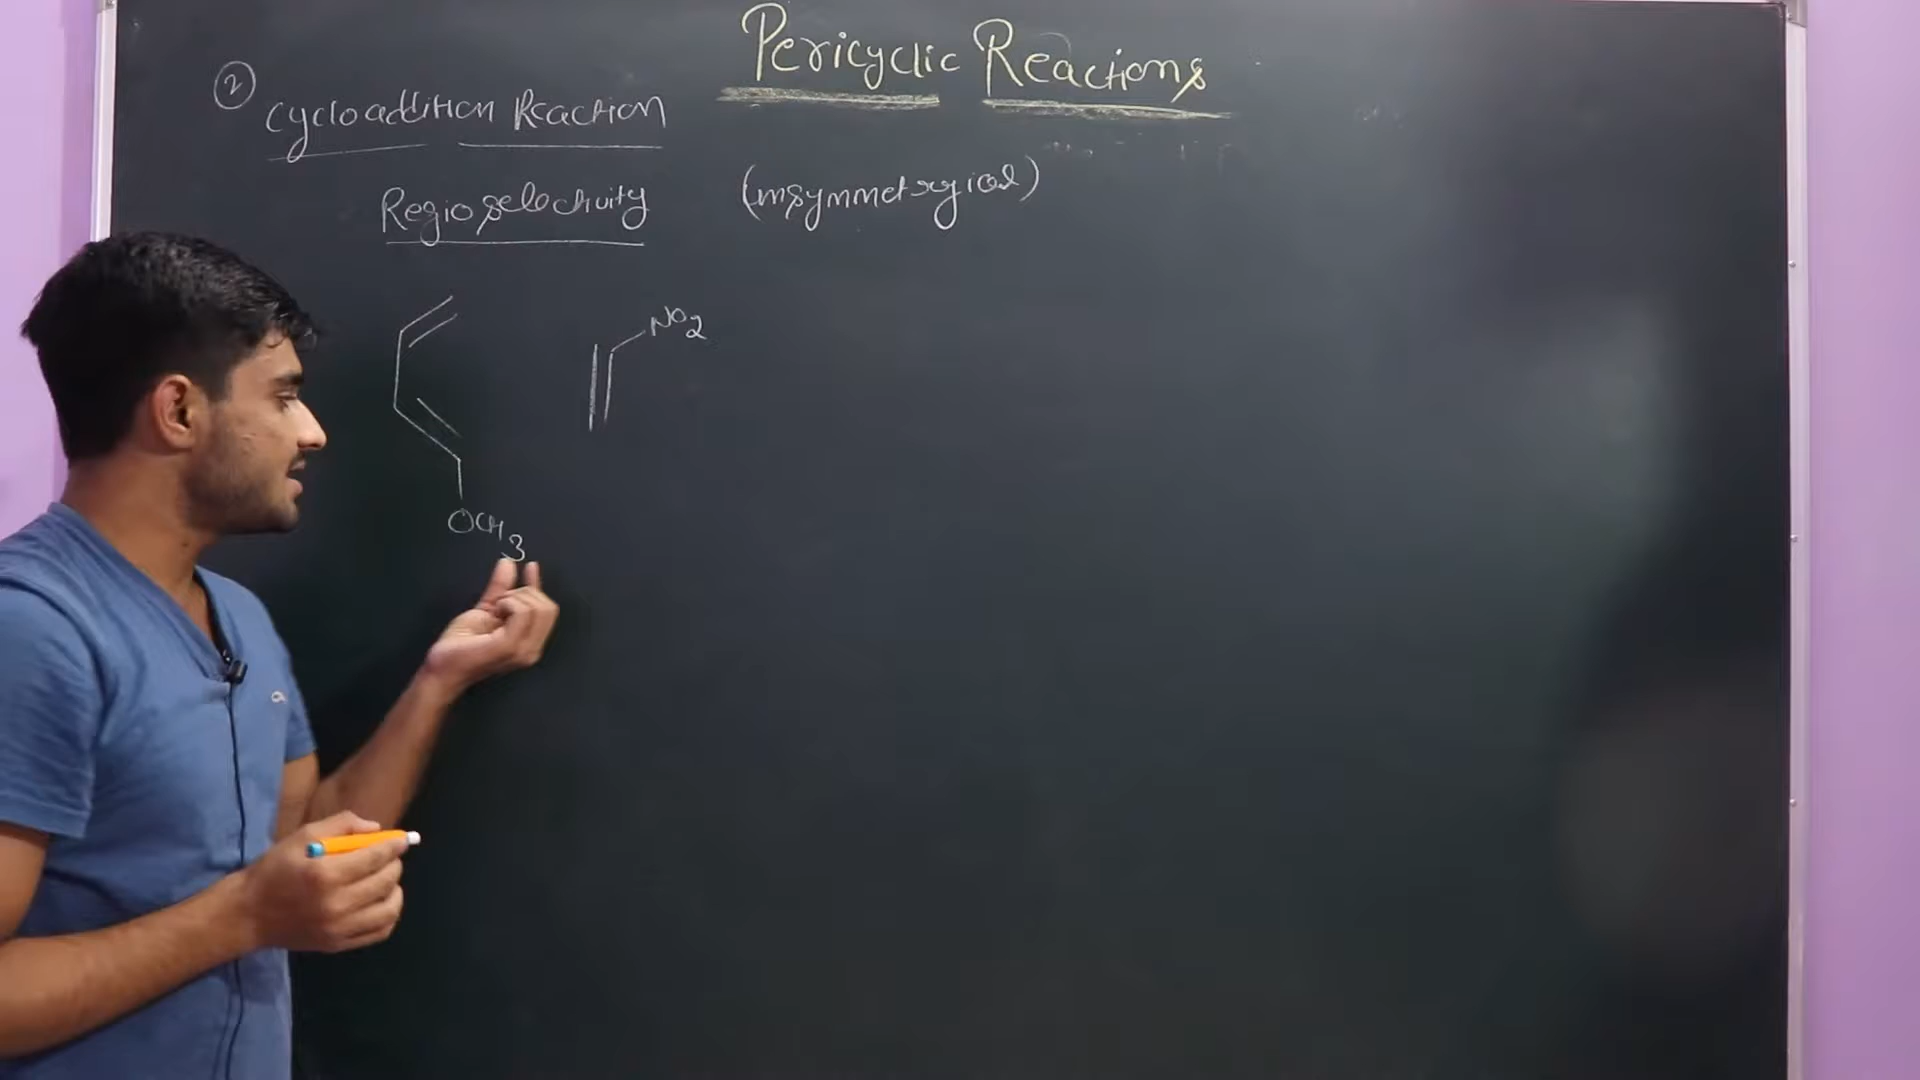 Pericyclic Reactions
2
Cycloaddition Reaction
Regioselectivity (Unsymmetrical)
NO2
OCH3